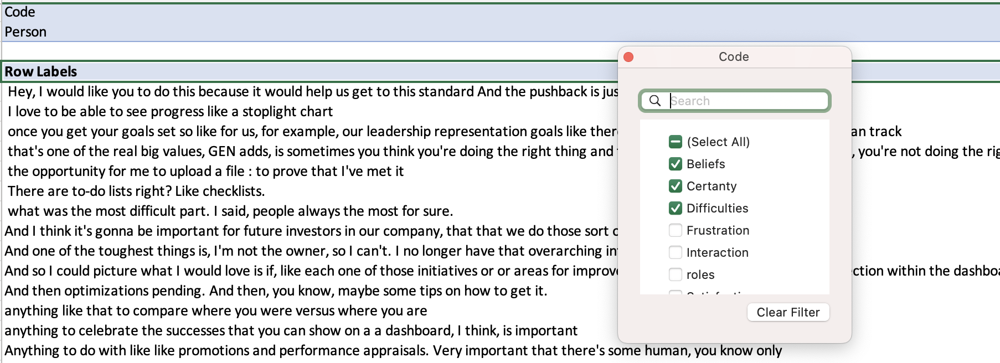 Code
Person
Row Labels
Hey, I would like you to do this because it would help us get to this standard And the pushback is jus
I love to be able to see progress like a stoplight chart
once you get your goals set so like for us, for example, our leadership representation goals like ther an track
that's one of the real big values, GEN adds, is sometimes you think you're doing the right thing and , you're not doing the rig
the opportunity for me to upload a file : to prove that I've met it
There are to-do lists right? Like checklists.
what was the most difficult part. I said, people always the most for sure.
And I think it's gonna be important for future investors in our company, that that we do those sort
And one of the toughest things is, I'm not the owner, so I can't. I no longer have that overarching in
And so I could picture what I would love is if, like each one of those initiatives or or areas for improve ction within the dashboa
And then optimizations pending. And then, you know, maybe some tips on how to get it.
anything like that to compare where you were versus where you are
anything to celebrate the successes that you can show on a a dashboard, I think, is important
Anything to do with like like promotions and performance appraisals. Very important that there's some human, you know only
Code
Search
(Select All)
Beliefs
Certanty
Difficulties
Frustration
Interaction
roles
Clear Filter